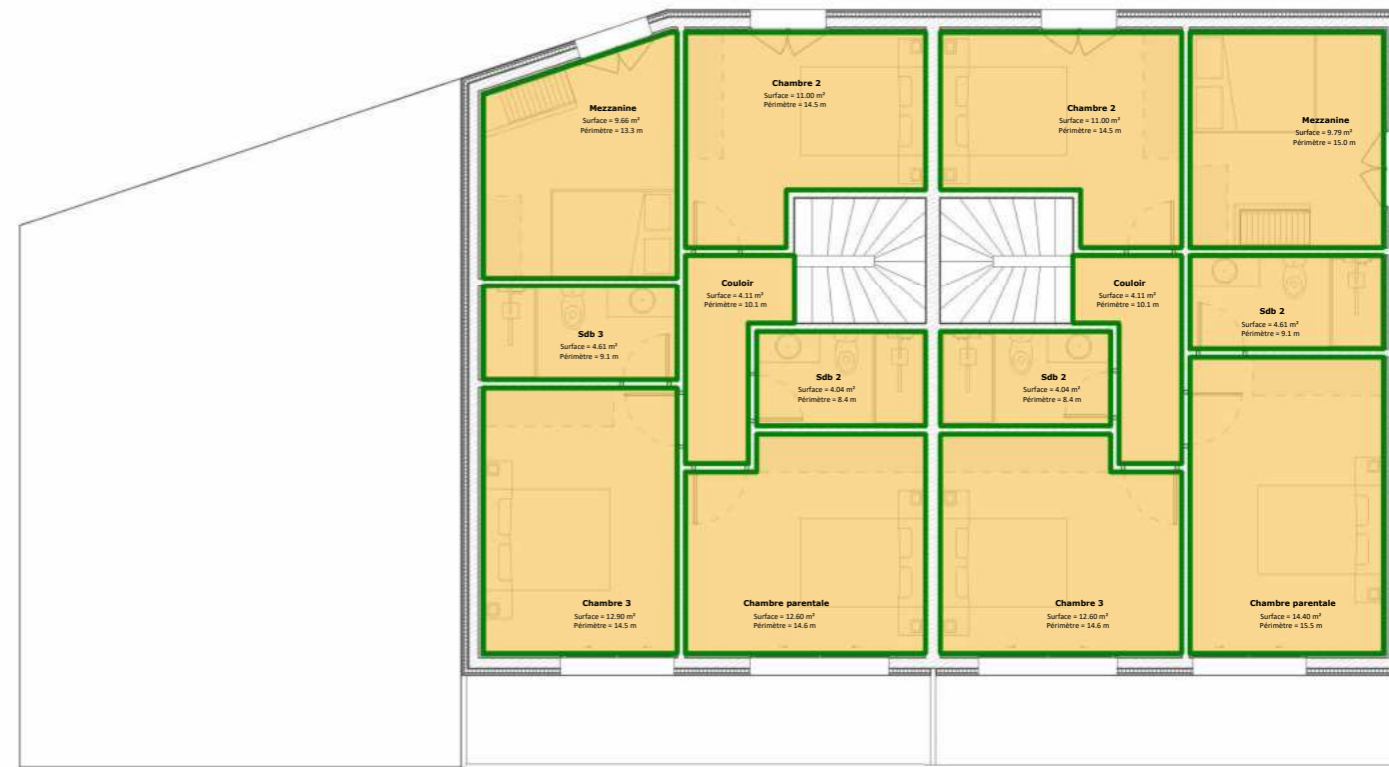 Chambre 2
Surface = 11.00 m²
Périmètre = 14.5 m
Mezzanine
Surface = 9.66 m²
Périmètre = 13.3 m
Chambre 2
Surface = 11.00 m²
Périmètre = 14.5 m
Mezzanine
Surface = 9.79 m²
Périmètre = 15.0 m
Couloir
Surface = 4.11 m²
Périmètre = 10.1 m
Couloir
Surface = 4.11 m²
Périmètre = 10.1 m
Sdb 3
Surface = 4.61 m²
Périmètre = 9.1 m
Sdb 2
Surface = 4.61 m²
Périmètre = 9.1 m
Sdb 2
Surface = 4.04 m²
Périmètre = 8.4 m
Sdb 2
Surface = 4.04 m²
Périmètre = 8.4 m
Chambre 3
Surface = 12.90 m²
Périmètre = 14.5 m
Chambre parentale
Surface = 12.60 m²
Périmètre = 14.6 m
Chambre 3
Surface = 12.60 m²
Périmètre = 14.6 m
Chambre parentale
Surface = 14.40 m²
Périmètre = 15.5 m